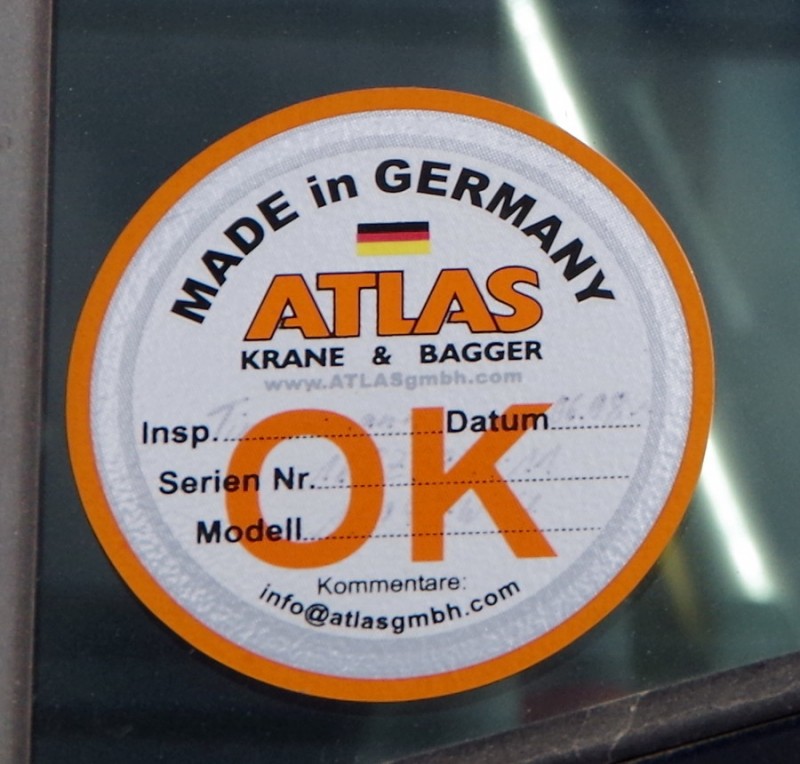 MADE in GERMANY
ATLAS
KRANE & BAGGER
www.ATLASgmbh.com
OK
Insp. Datum
Serien Nr.
Modell
Kommentare:
info@atlasgmbh.com